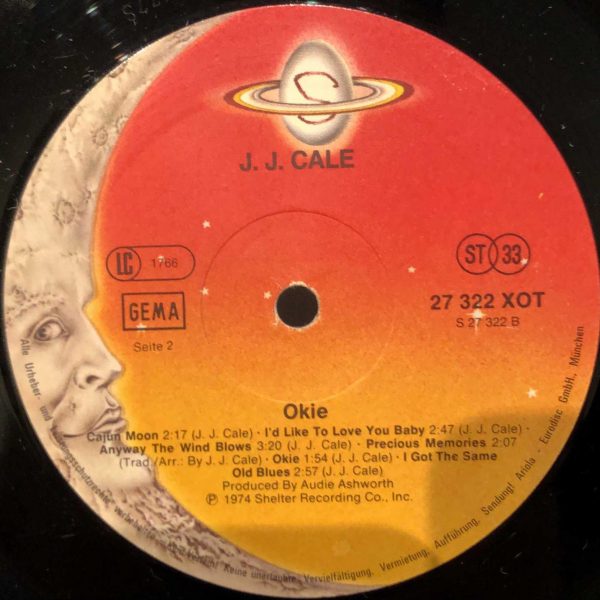 S
J. J. CALE
LC 1766
ST 33
GEMA
27 322 XOT
S 27 322 B
Seite 2
Okie
Cajun Moon 2:17 (J. J. Cale) · I'd Like To Love You Baby 2:47 (J. J. Cale) ·
Anyway The Wind Blows 3:20 (J. J. Cale) · Precious Memories 2:07
(Trad./Arr.: By J. J. Cale) · Okie 1:54 (J. J. Cale) · I Got The Same
Old Blues 2:57 (J. J. Cale)
Produced By Audie Ashworth
℗ 1974 Shelter Recording Co., Inc.
Alle Urheber- und Keine unerlaubte Vervielfältigung, Vermietung, Aufführung, Sendung! Ariola - Eurodisc GmbH., München